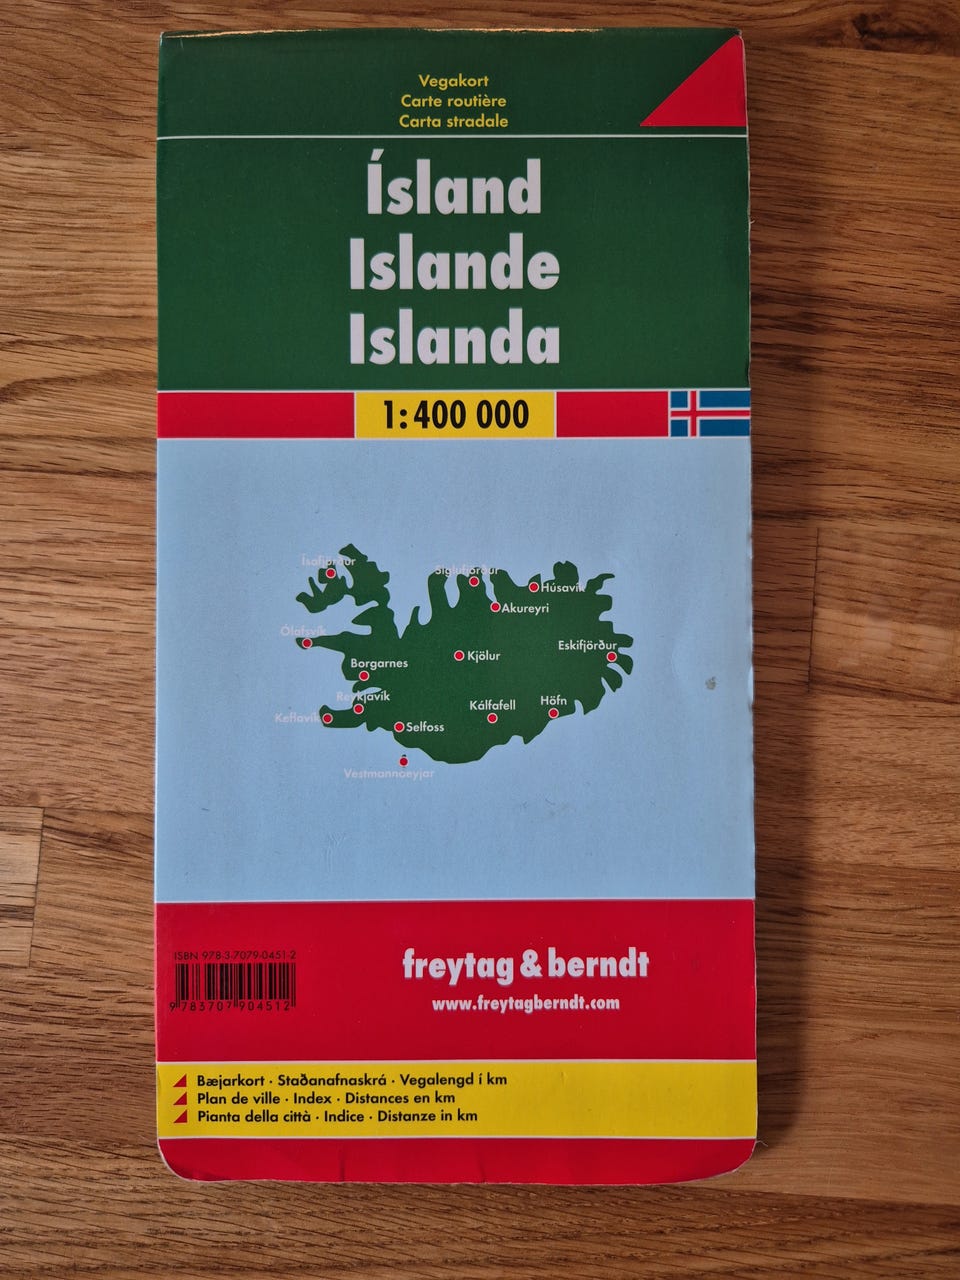 Vegakort
Carte routière
Carta stradale
Ísland
Islande
Islanda
1:400 000
Ísafjörður
Siglufjörður
Húsavík
Akureyri
Ólafsvík
Eskifjörður
Kjölur
Borgarnes
Reykjavík
Höfn
Kálfafell
Keflavík
Selfoss
Vestmannaeyjar
ISBN 978-3-7079-0451-2
9 783707 904512
freytag & berndt
www.freytagberndt.com
Bæjarkort · Staðanafnaskrá · Vegalengd í km
Plan de ville · Index · Distances en km
Pianta della città · Indice · Distanze in km